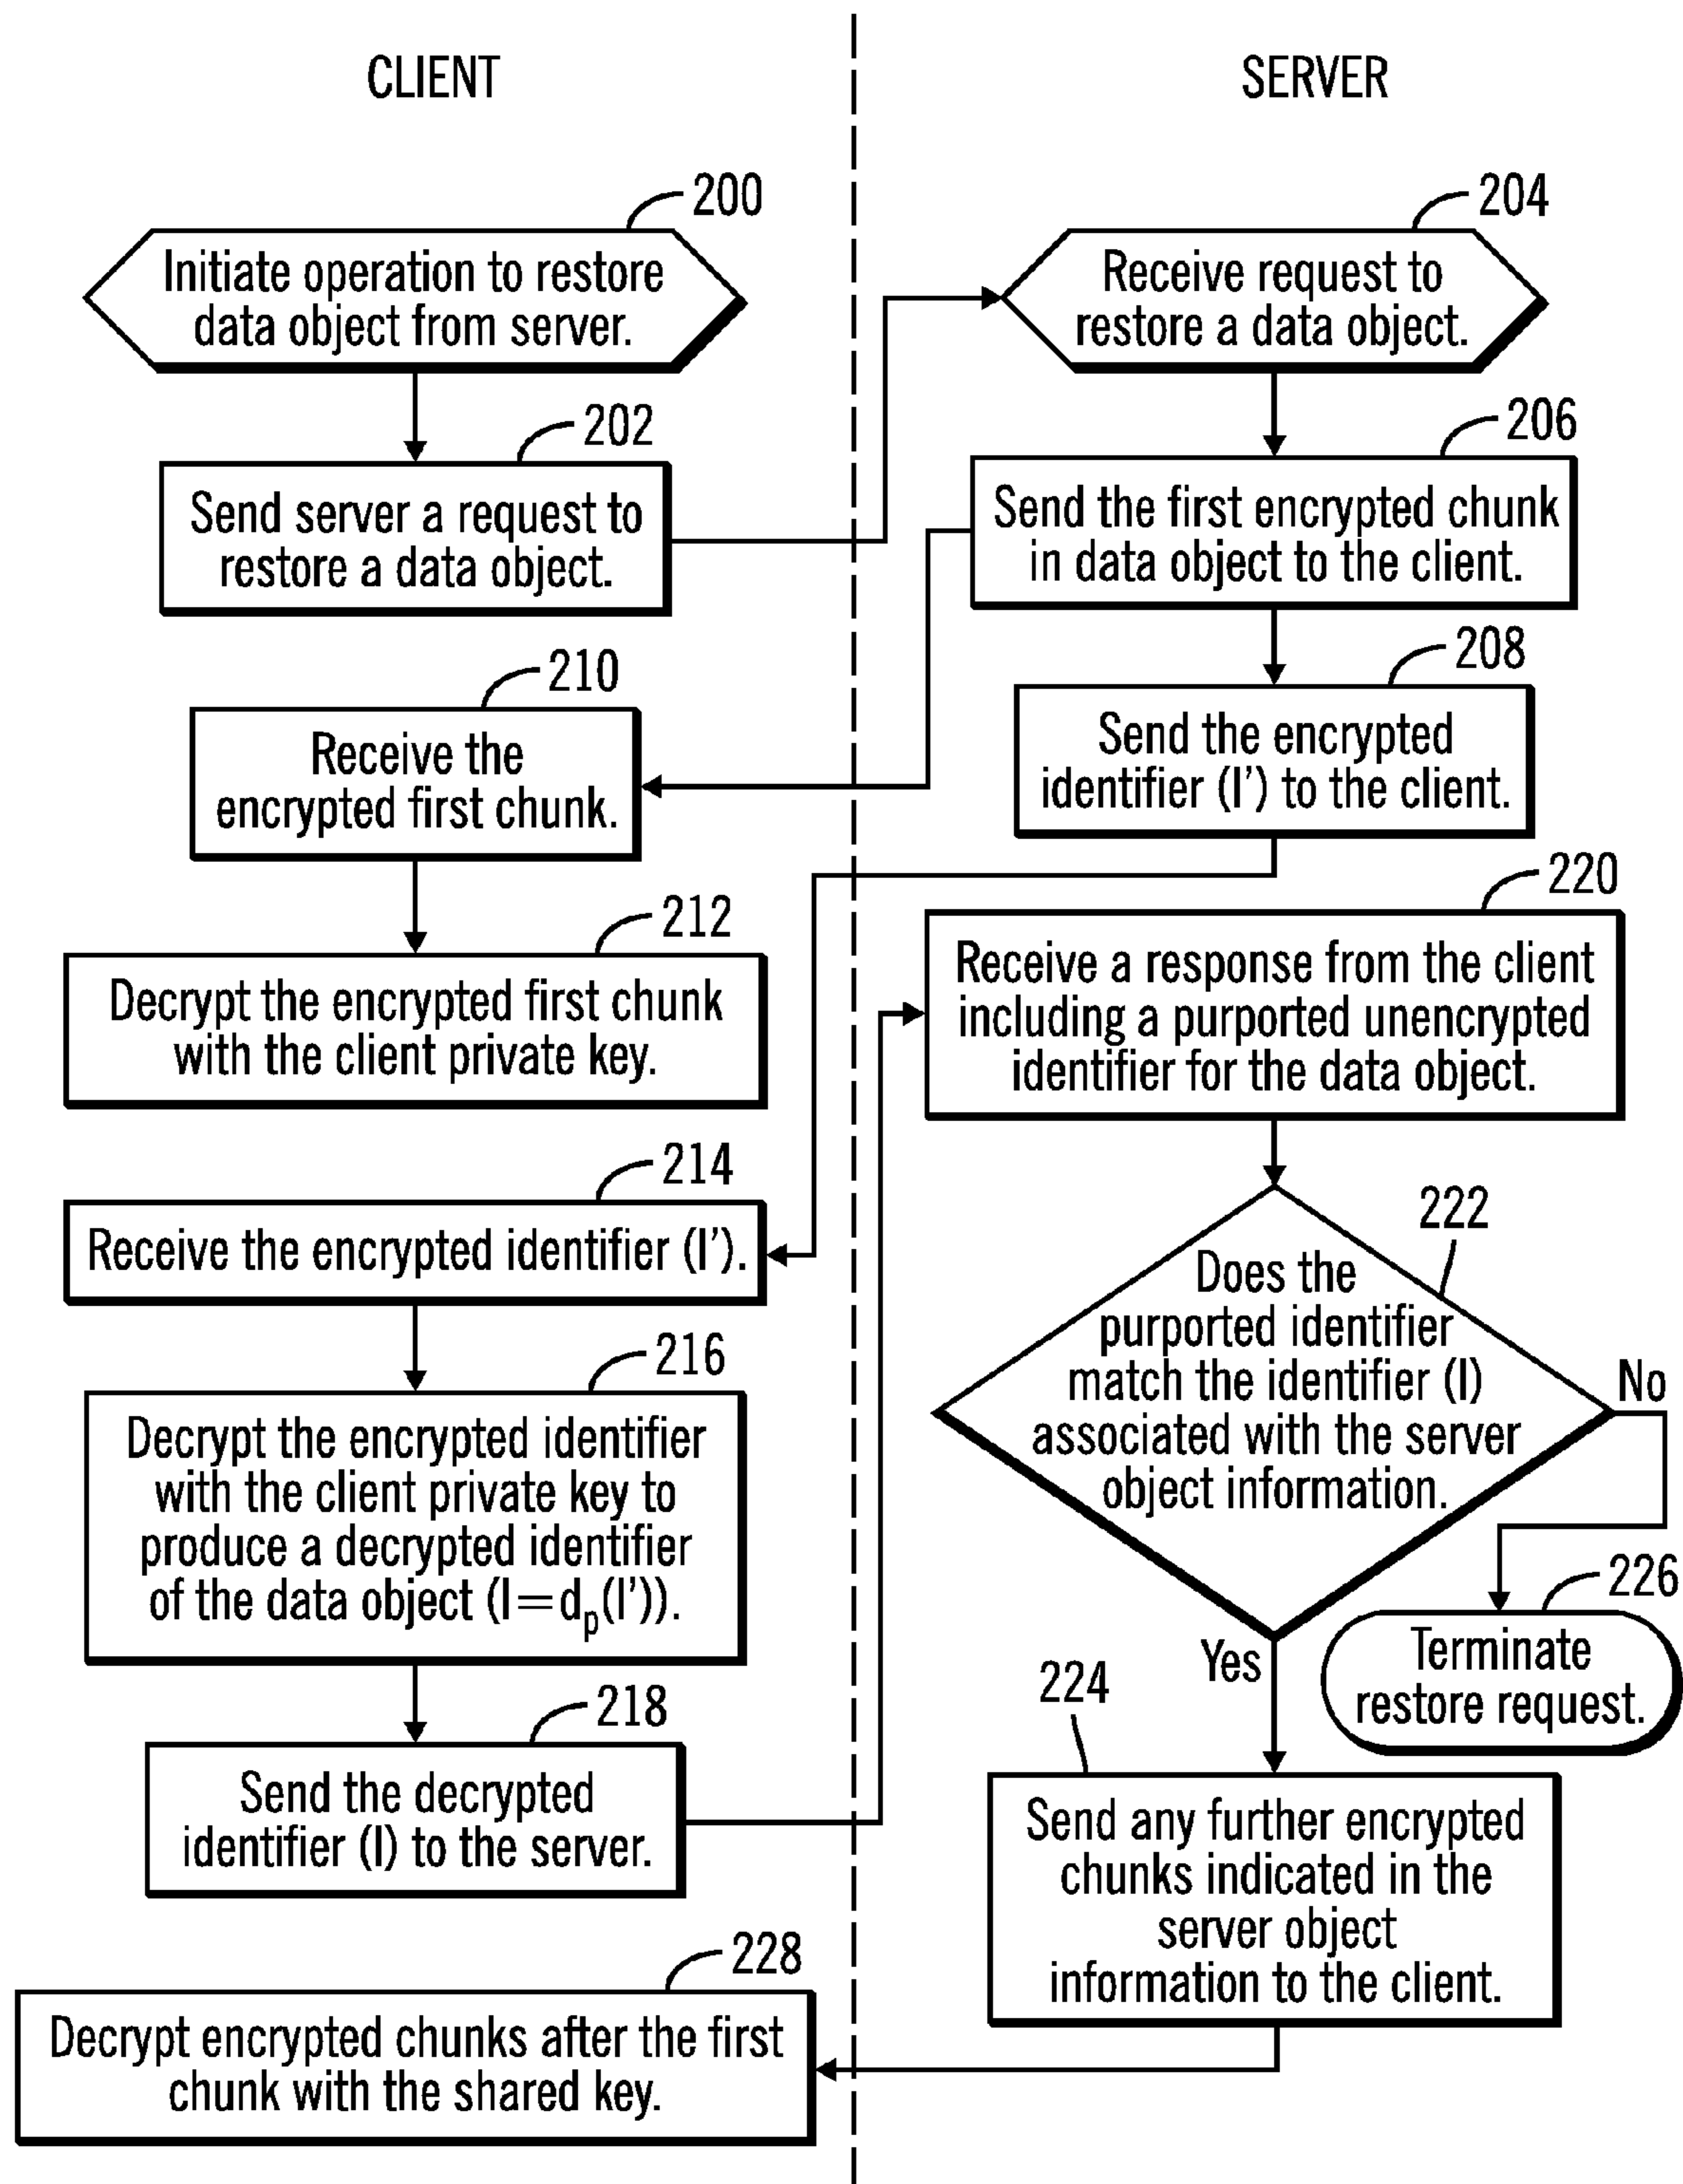 CLIENT
SERVER
200
Initiate operation to restore
data object from server.
204
Receive request to
restore a data object.
202
Send server a request to
restore a data object.
206
Send the first encrypted chunk
in data object to the client.
210
Receive the
encrypted first chunk.
208
Send the encrypted
identifier (I') to the client.
212
Decrypt the encrypted first chunk
with the client private key.
220
Receive a response from the client
including a purported unencrypted
identifier for the data object.
214
Receive the encrypted identifier (I').
222
Does the
purported identifier
match the identifier (I)
associated with the server
object information.
No
216
Decrypt the encrypted identifier
with the client private key to
produce a decrypted identifier
of the data object (I=dp(I')).
226
Terminate
restore request.
Yes
218
Send the decrypted
identifier (I) to the server.
224
Send any further encrypted
chunks indicated in the
server object
information to the client.
228
Decrypt encrypted chunks after the first
chunk with the shared key.